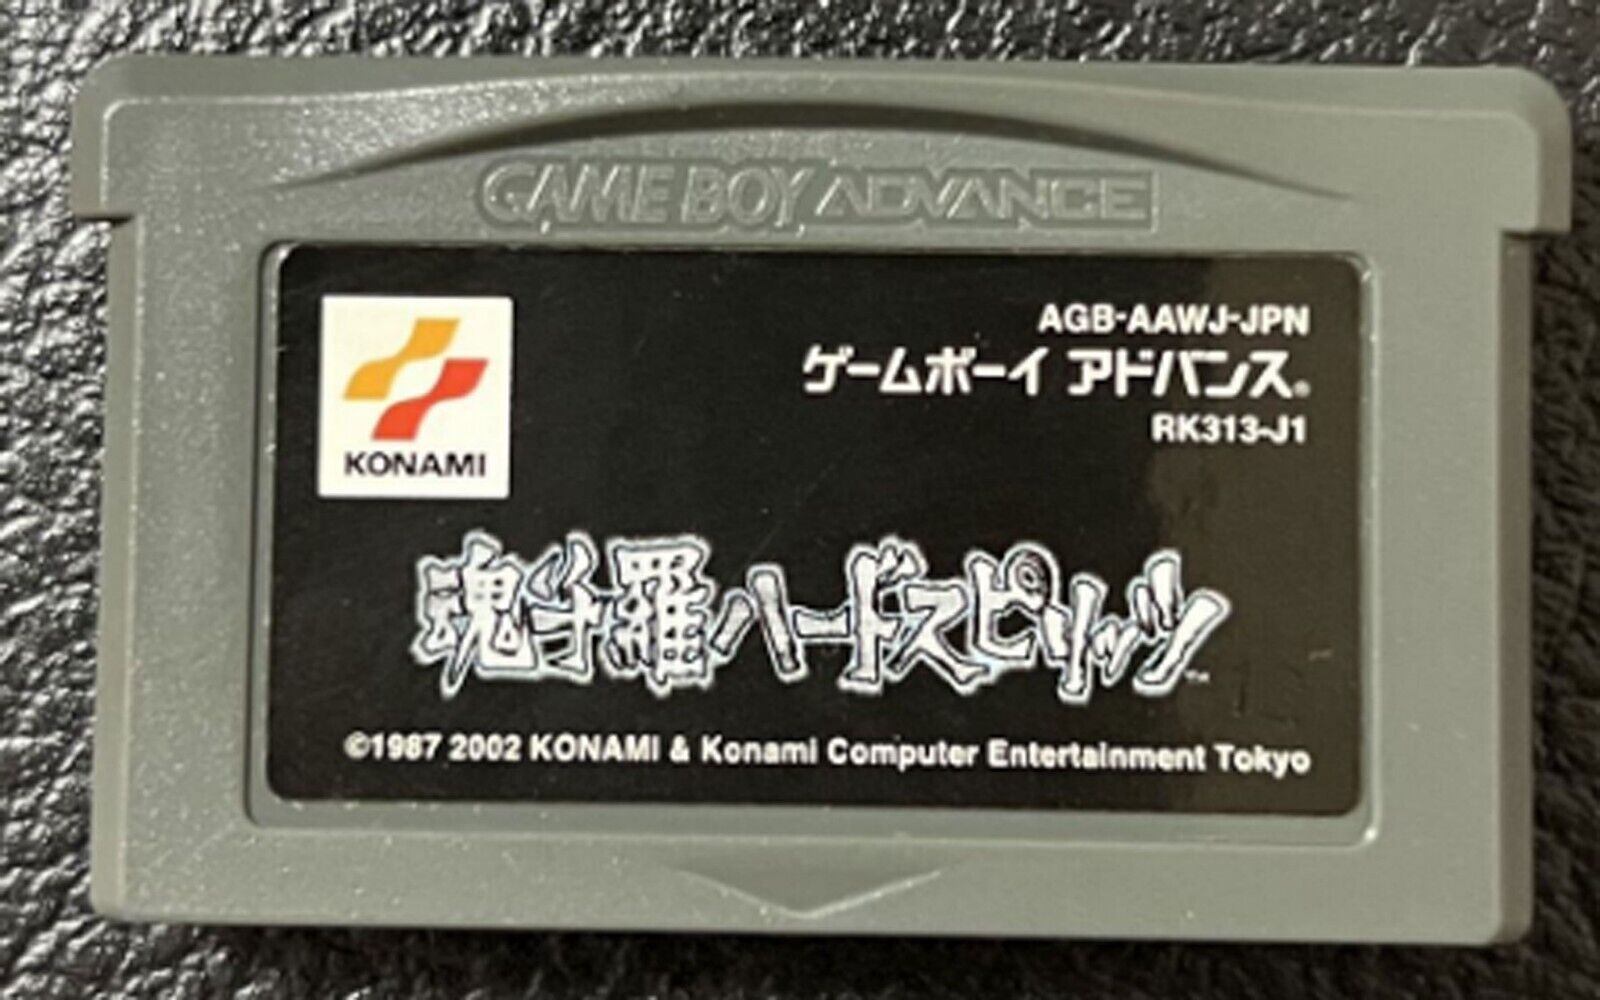 GAME BOY ADVANCE
KONAMI
AGB-AAWJ-JPN
ゲームボーイ アドバンス®
RK313-J1
魂斗羅ハードスピリッツ™
©1987 2002 KONAMI & Konami Computer Entertainment Tokyo